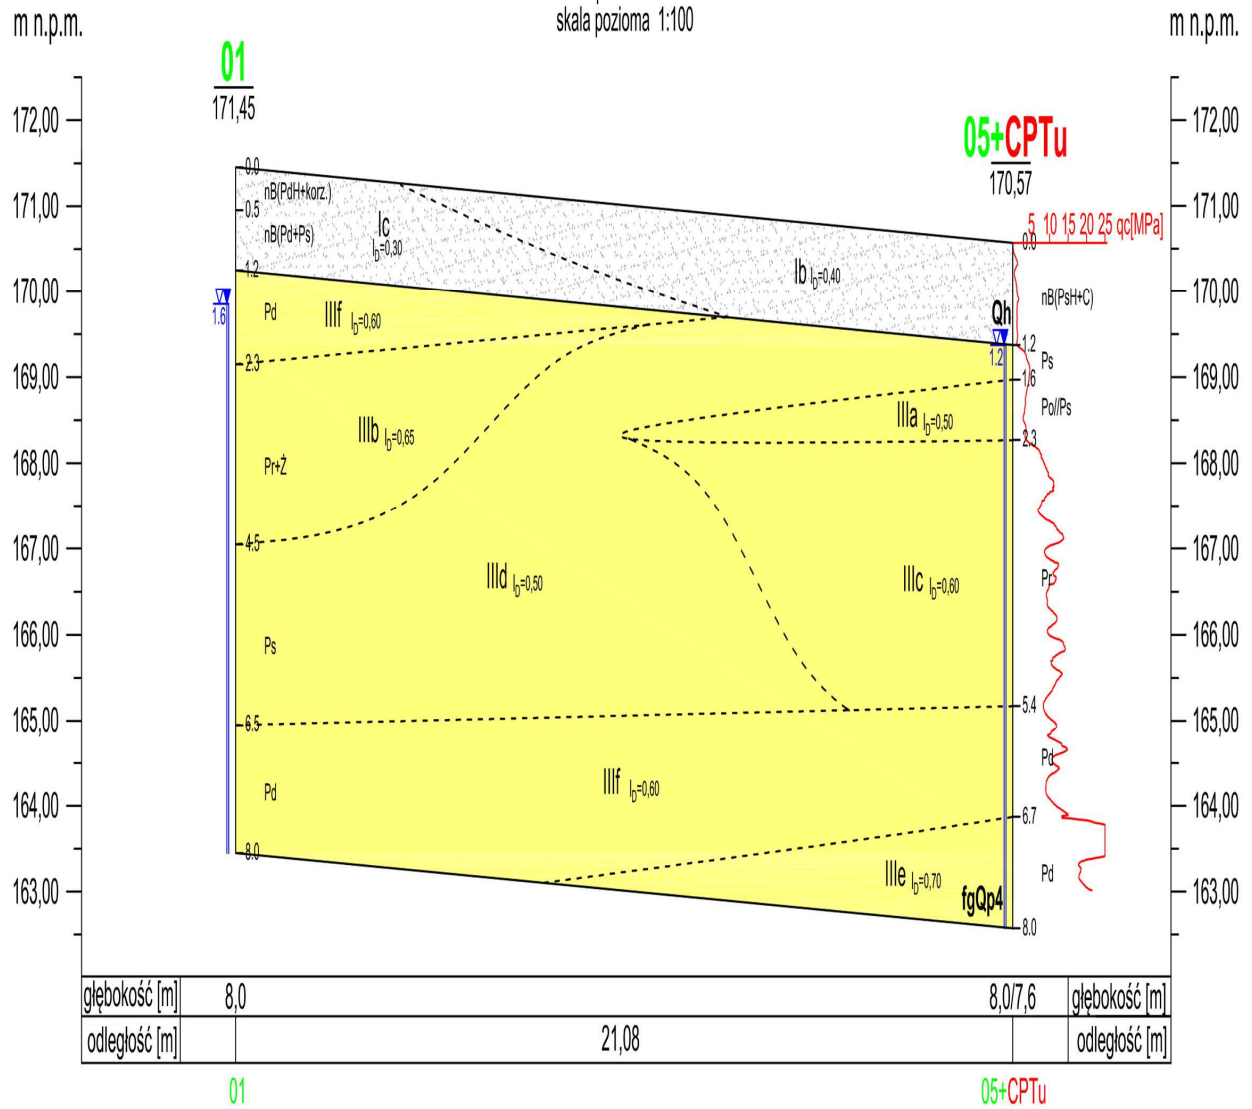 skala pozioma 1:100
m n.p.m.
m n.p.m.
01
171,45
05+CPTu
170,57
172,00
171,00
170,00
169,00
168,00
167,00
166,00
165,00
164,00
163,00
172,00
171,00
170,00
169,00
168,00
167,00
166,00
165,00
164,00
163,00
5 10 15 20 25 qc[MPa]
0.0
nB(PdH+korz.)
0.5
nB(Pd+Ps)
1.2
1.6
Pd
2.3
Pr+Ż
4.5
Ps
6.5
Pd
8.0
Ic ID=0,30
Ib ID=0,40
Qh
IIIf ID=0,60
IIIb ID=0,65
IIIa ID=0,50
IIId ID=0,50
IIIc ID=0,60
IIIf ID=0,60
IIIe ID=0,70
fgQp4
0.0
nB(PsH+C)
1.2
1.2
Ps
1.6
Po//Ps
2.3
Pr
5.4
Pd
6.7
Pd
8.0
głębokość [m] 8,0 8,0/7,6 głębokość [m]
odległość [m] 21,08 odległość [m]
01 05+CPTu